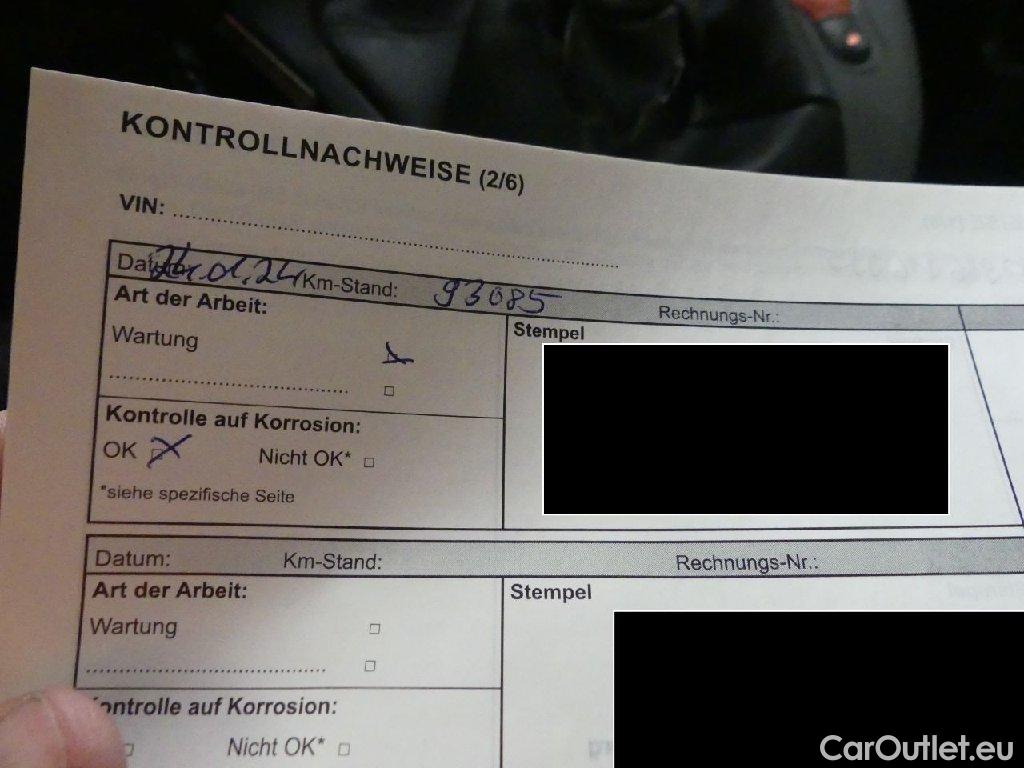 KONTROLLNACHWEISE (2/6)
VIN: ........................................
Datum: Km-Stand: 93085 Rechnungs-Nr.:
Art der Arbeit:
Stempel
Wartung
........................................
Kontrolle auf Korrosion:
OK Nicht OK*
*siehe spezifische Seite
Datum: Km-Stand: Rechnungs-Nr.:
Art der Arbeit:
Stempel
Wartung
........................................
Kontrolle auf Korrosion:
Nicht OK*
CarOutlet.eu